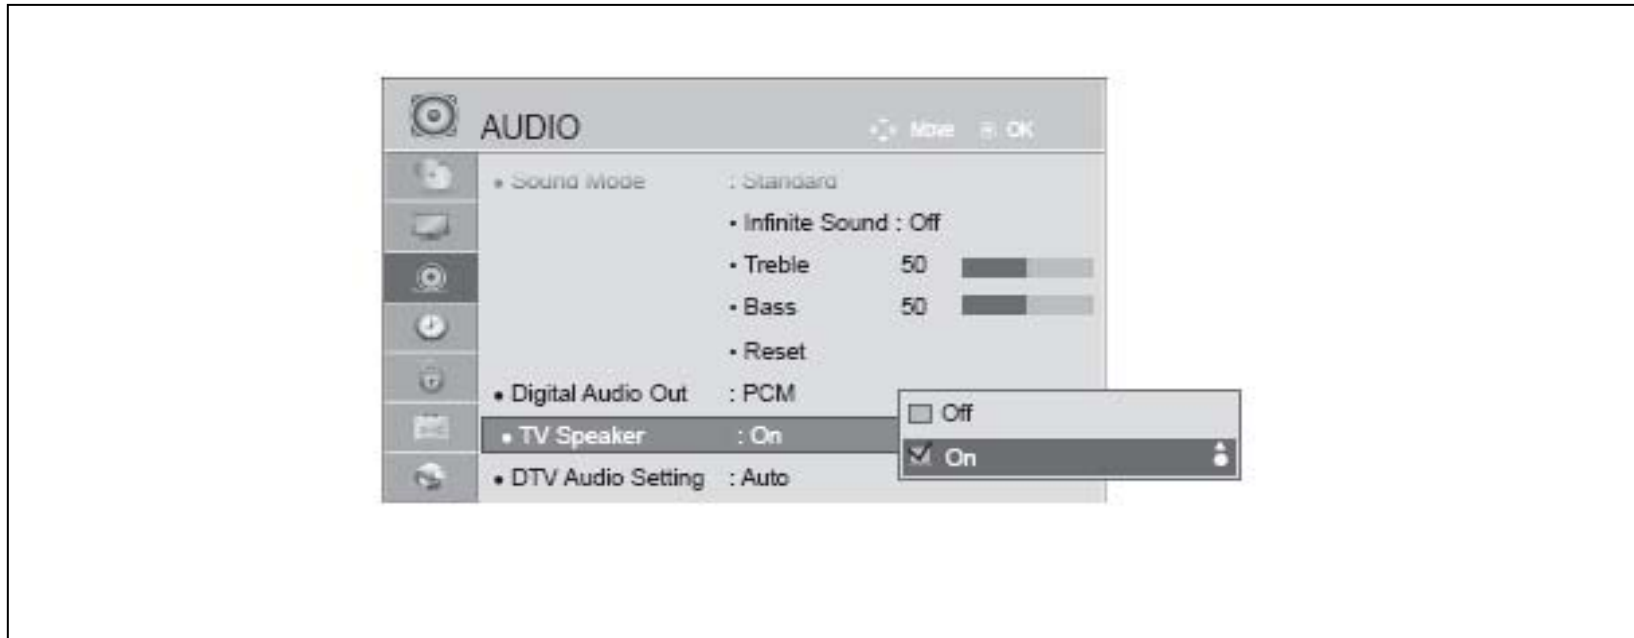 AUDIO Move OK
• Sound Mode : Standard
• Infinite Sound : Off
• Treble 50
• Bass 50
• Reset
• Digital Audio Out : PCM
Off
• TV Speaker : On
On
• DTV Audio Setting : Auto